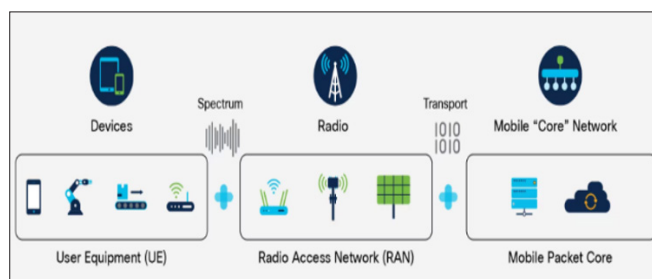 Spectrum
Transport
1010
1010
Devices
Radio
Mobile "Core" Network
User Equipment (UE)
Radio Access Network (RAN)
Mobile Packet Core